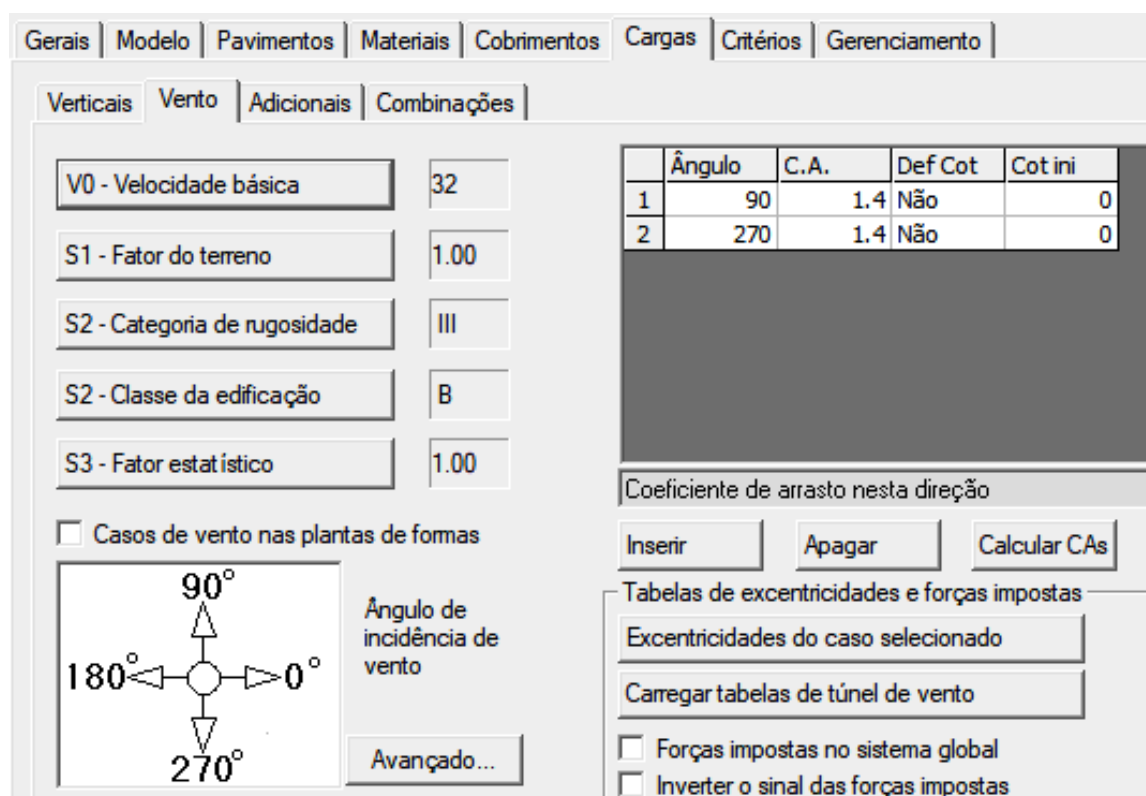 Gerais Modelo Pavimentos Materiais Cobrimentos Cargas Critérios Gerenciamento
Verticais Vento Adicionais Combinações
V0 - Velocidade básica 32
S1 - Fator do terreno 1.00
S2 - Categoria de rugosidade III
S2 - Classe da edificação B
S3 - Fator estatístico 1.00
Casos de vento nas plantas de formas
90°
180° 0°
270°
Ângulo de
incidência de
vento
Avançado...
Ângulo C.A. Def Cot Cot ini
1 90 1.4 Não 0
2 270 1.4 Não 0
Coeficiente de arrasto nesta direção
Inserir Apagar Calcular CAs
Tabelas de excentricidades e forças impostas
Excentricidades do caso selecionado
Carregar tabelas de túnel de vento
Forças impostas no sistema global
Inverter o sinal das forças impostas